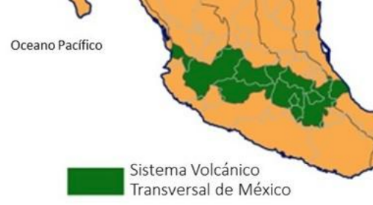 Oceano Pacífico
Sistema Volcánico
Transversal de México